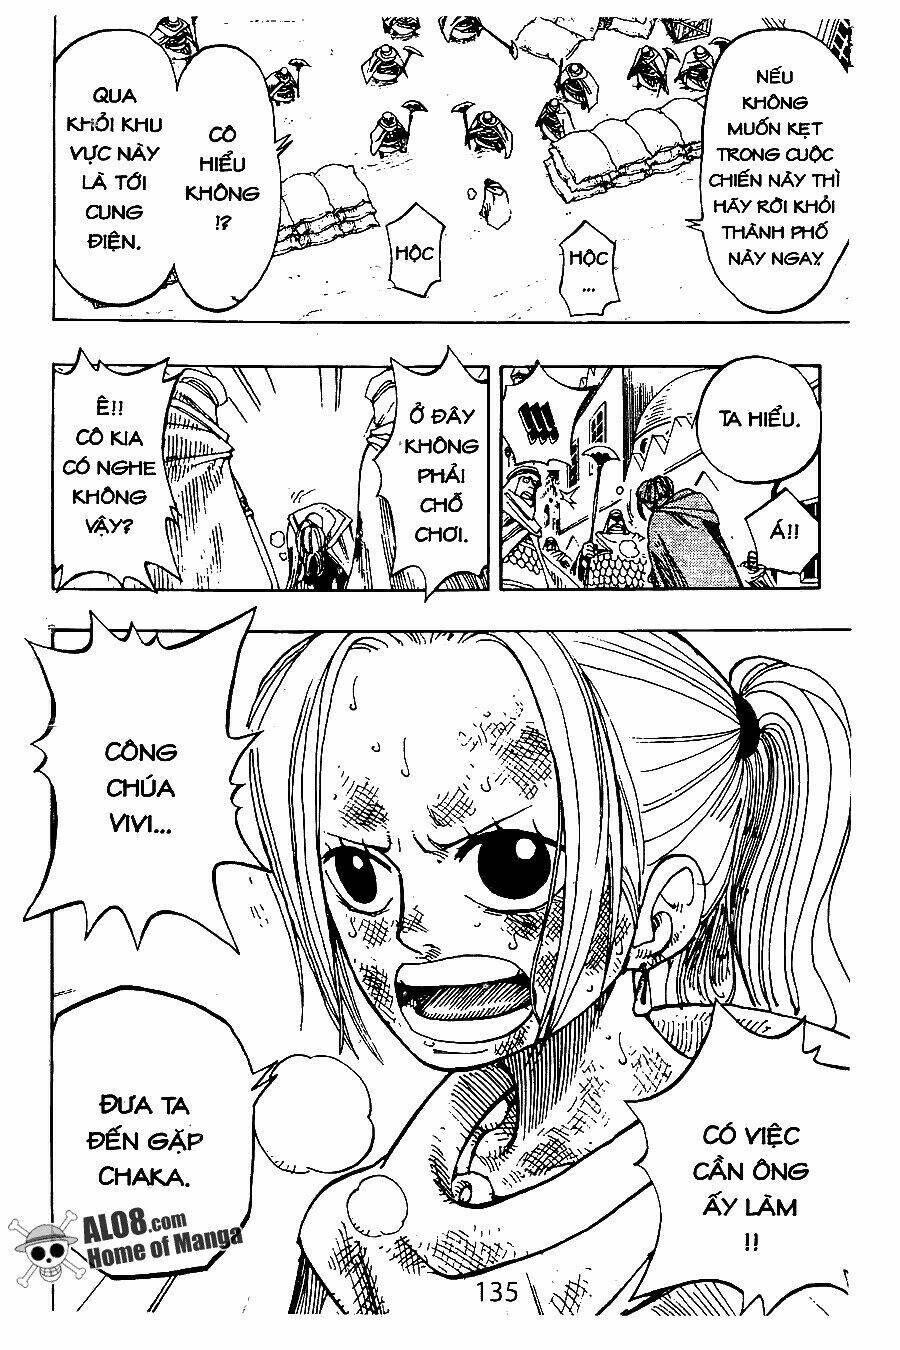 NẾU
KHÔNG
MUỐN KẸT
TRONG CUỘC
CHIẾN NÀY THÌ
HÃY RỜI KHỎI
THÀNH PHỐ
NÀY NGAY.
HỘC
...
HỘC
CÔ
HIỂU
KHÔNG
!?
QUA
KHỎI KHU
VỰC NÀY
LÀ TỚI
CUNG
ĐIỆN.
TA HIỂU.
Á!!
!!!
Ở ĐÂY
KHÔNG
PHẢI
CHỖ
CHƠI.
Ê!!
CÔ KIA
CÓ NGHE
KHÔNG
VẬY?
CÔNG
CHÚA
VIVI...
ĐƯA TA
ĐẾN GẶP
CHAKA.
CÓ VIỆC
CẦN ÔNG
ẤY LÀM
!!
AL08.com
Home of Manga
135